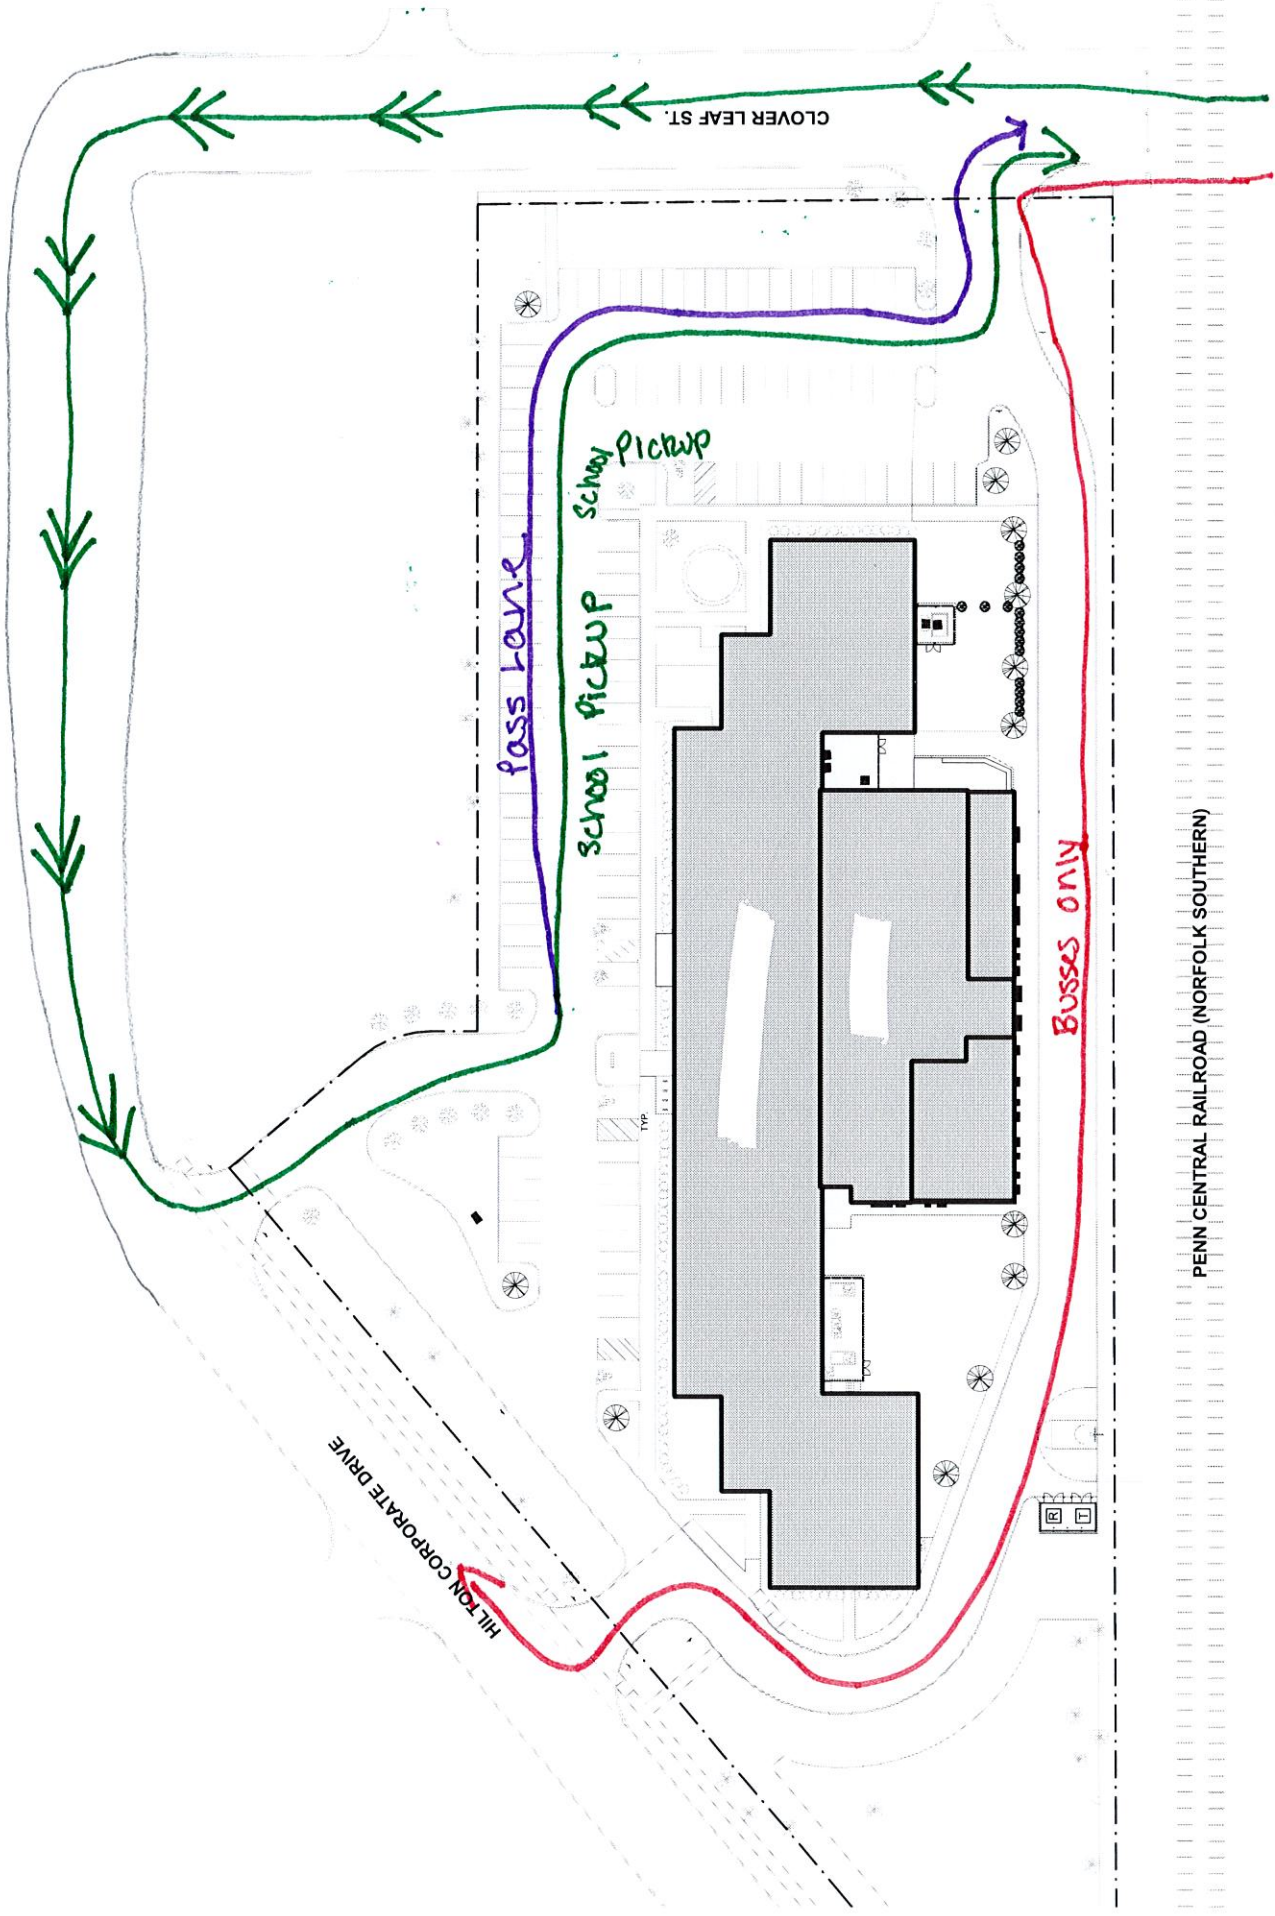 CLOVER LEAF ST.
School Pickup
Pass Lane
School Pickup
Busses only
PENN CENTRAL RAILROAD (NORFOLK SOUTHERN)
TYP.
HILTON CORPORATE DRIVE
R
T